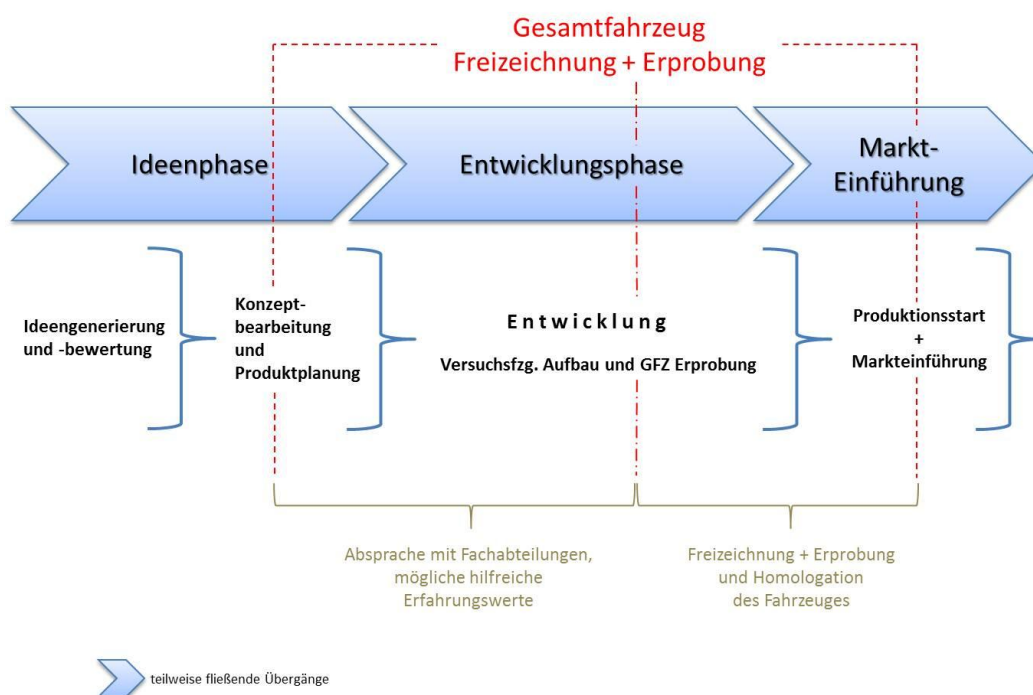 Gesamtfahrzeug
Freizeichnung + Erprobung
Ideenphase
Entwicklungsphase
Markt-
Einführung
Ideengenerierung
und -bewertung
Konzept-
bearbeitung
und
Produktplanung
Entwicklung
Versuchsfzg. Aufbau und GFZ Erprobung
Produktionsstart
+
Markteinführung
Absprache mit Fachabteilungen,
mögliche hilfreiche
Erfahrungswerte
Freizeichnung + Erprobung
und Homologation
des Fahrzeuges
teilweise fließende Übergänge